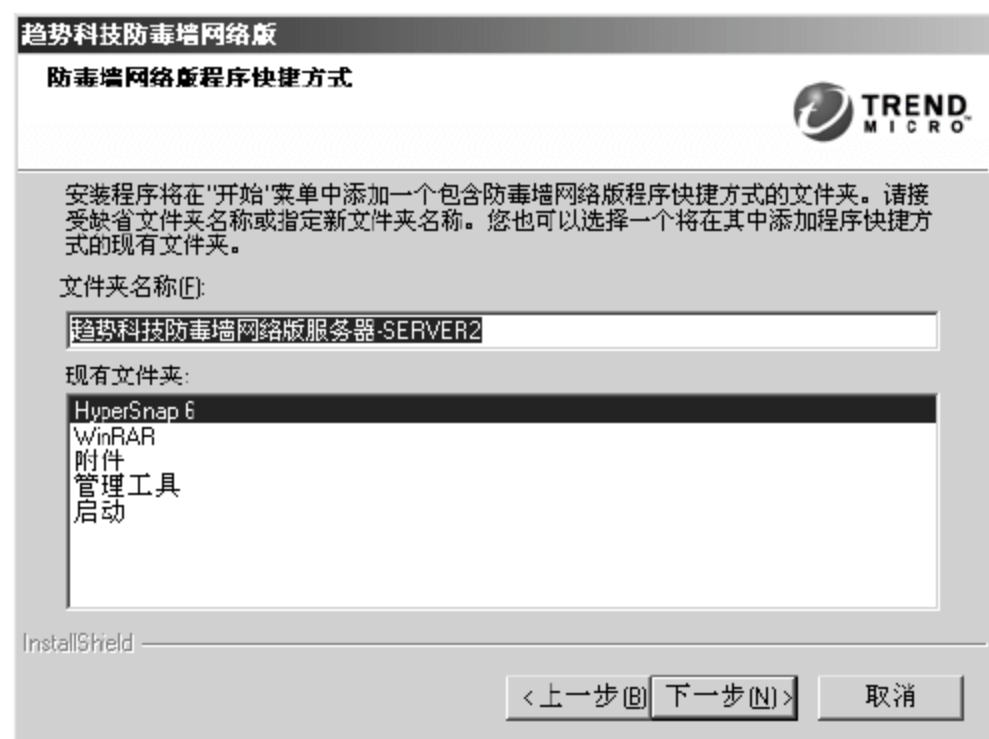 趋势科技防毒墙网络版
防毒墙网络版程序快捷方式
TREND
MICRO
安装程序将在"开始"菜单中添加一个包含防毒墙网络版程序快捷方式的文件夹。请接
受缺省文件夹名称或指定新文件夹名称。您也可以选择一个将在其中添加程序快捷方
式的现有文件夹。
文件夹名称(F):
趋势科技防毒墙网络版服务器-SERVER2
现有文件夹:
HyperSnap 6
WinRAR
附件
管理工具
启动
InstallShield
<上一步(B) 下一步(N)> 取消